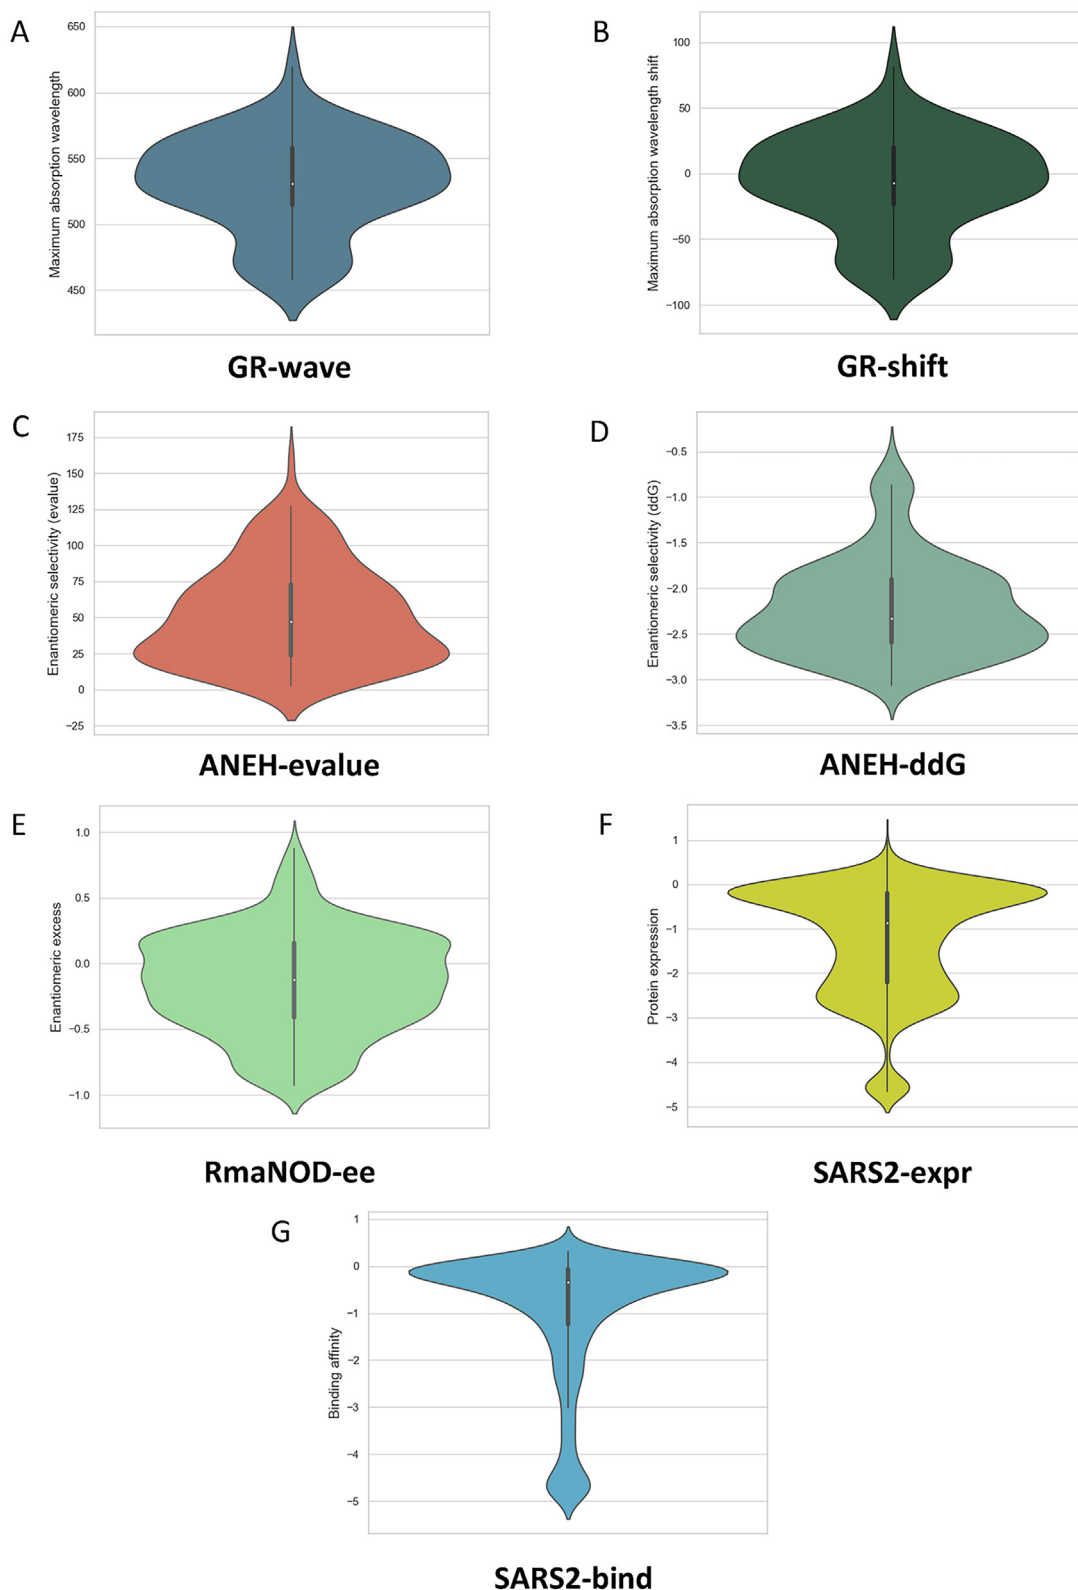 A
650
600
550
500
450
Maximum absorption wavelength
GR-wave
B
100
50
0
−50
−100
Maximum absorption wavelength shift
GR-shift
C
175
150
125
100
75
50
25
0
−25
Enantiomeric selectivity (evalue)
ANEH-evalue
D
−0.5
−1.0
−1.5
−2.0
−2.5
−3.0
−3.5
Enantiomeric selectivity (ddG)
ANEH-ddG
E
1.0
0.5
0.0
−0.5
−1.0
Enantiomeric excess
RmaNOD-ee
F
1
0
−1
−2
−3
−4
−5
Protein expression
SARS2-expr
G
1
0
−1
−2
−3
−4
−5
Binding affinity
SARS2-bind